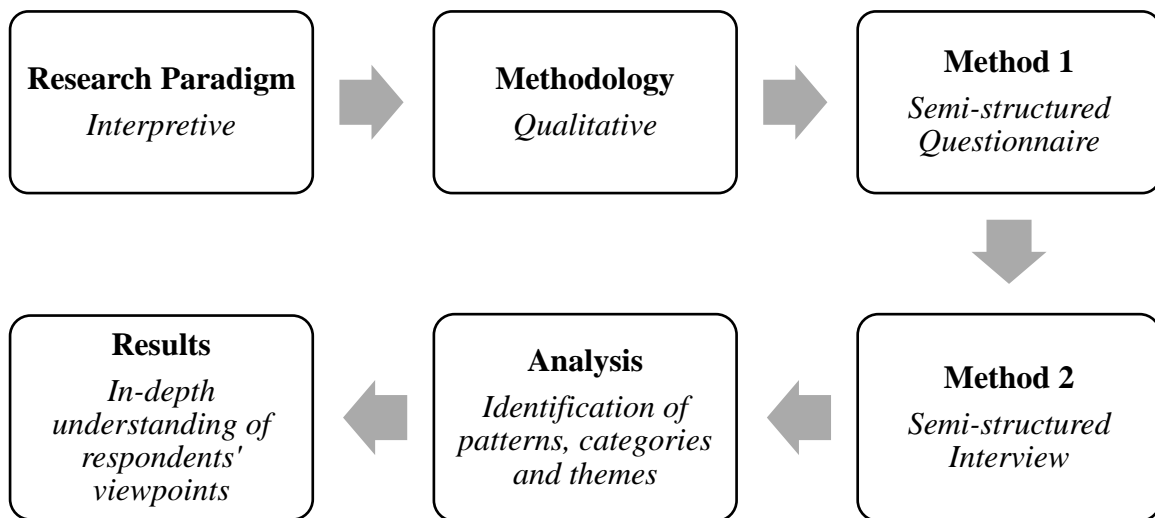 Research Paradigm
Interpretive
Methodology
Qualitative
Method 1
Semi-structured
Questionnaire
Method 2
Semi-structured
Interview
Analysis
Identification of
patterns, categories
and themes
Results
In-depth
understanding of
respondents'
viewpoints